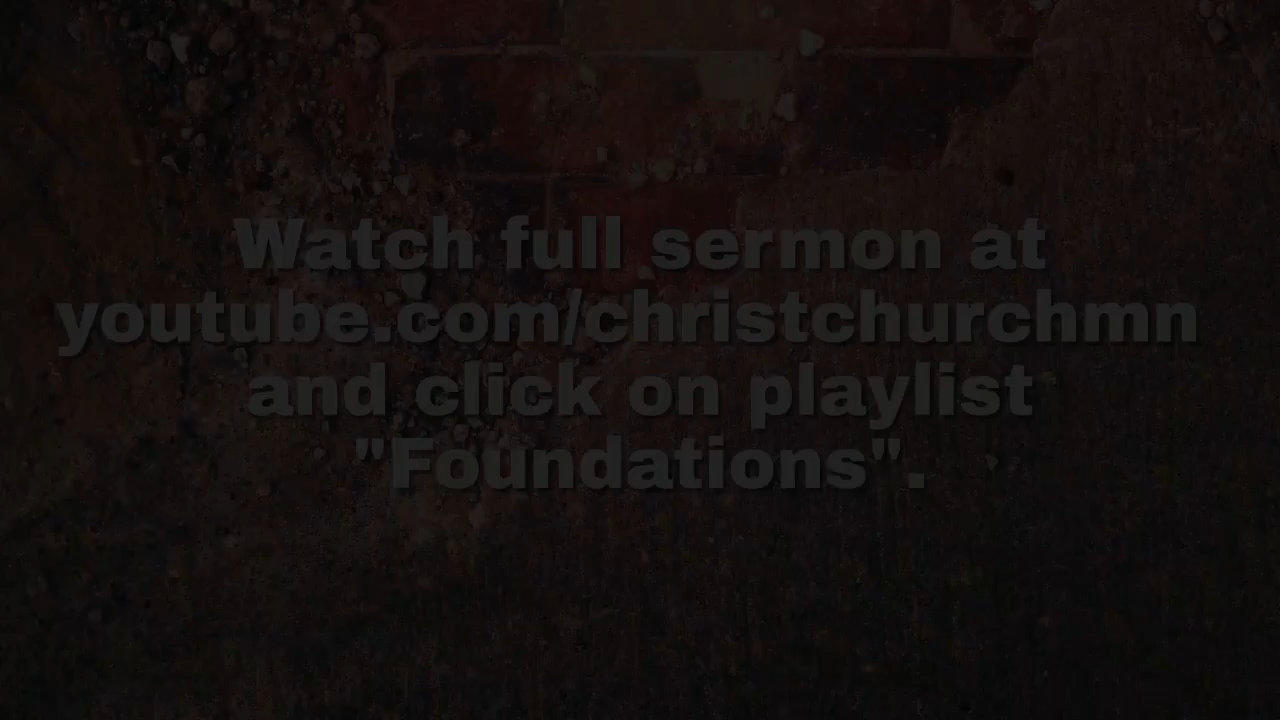 Watch full sermon at
youtube.com/christchurchmn
and click on playlist
"Foundations".